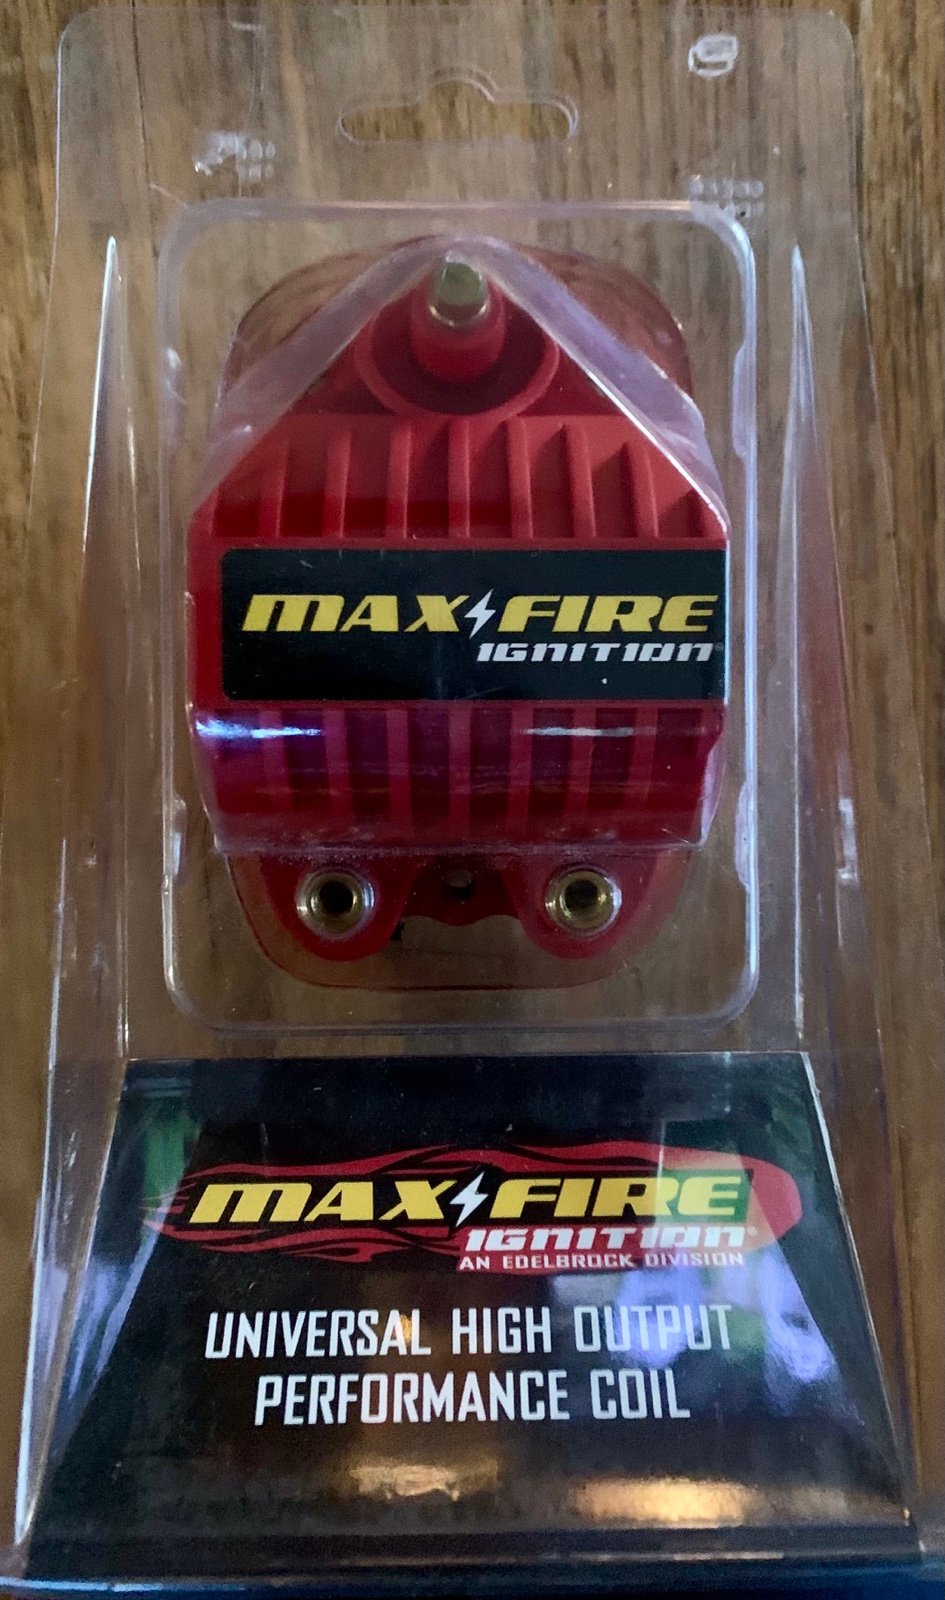 MAX FIRE
IGNITION
MAX FIRE
IGNITION®
AN EDELBROCK DIVISION
UNIVERSAL HIGH OUTPUT
PERFORMANCE COIL